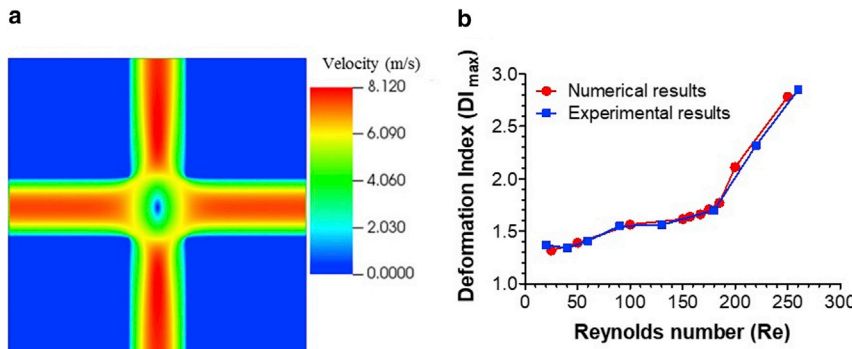 a
Velocity (m/s)
8.120
6.090
4.060
2.030
0.0000
b
Deformation Index (DImax)
3.0
2.5
2.0
1.5
1.0
Numerical results
Experimental results
0 50 100 150 200 250 300
Reynolds number (Re)